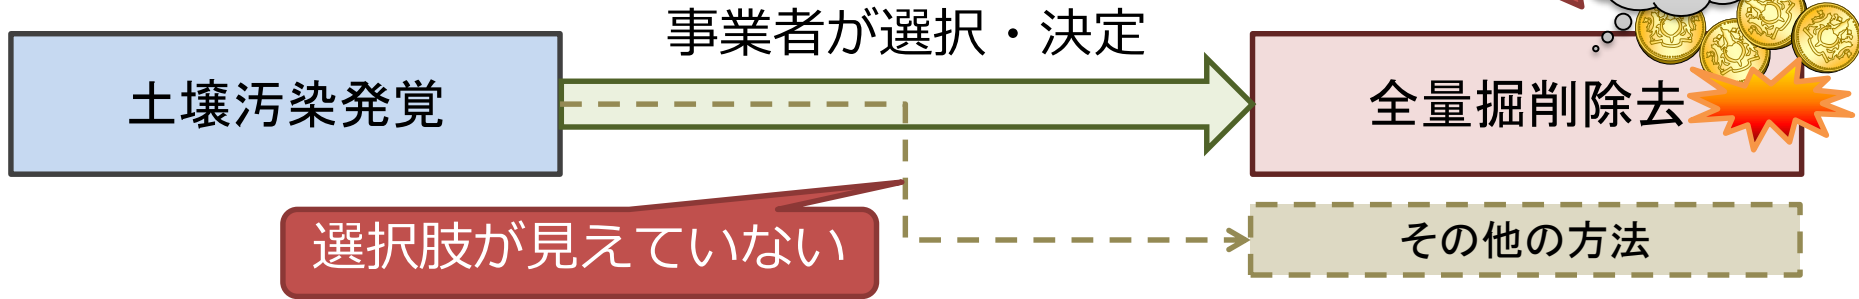 事業者が選択・決定
土壌汚染発覚
全量掘削除去
選択肢が見えていない
その他の方法